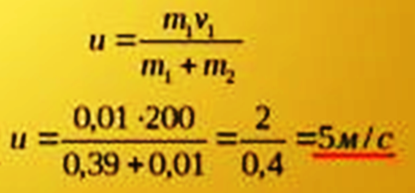 u = m₁v₁ / (m₁ + m₂)
u = 0,01 · 200 / (0,39 + 0,01) = 2 / 0,4 = 5м/с